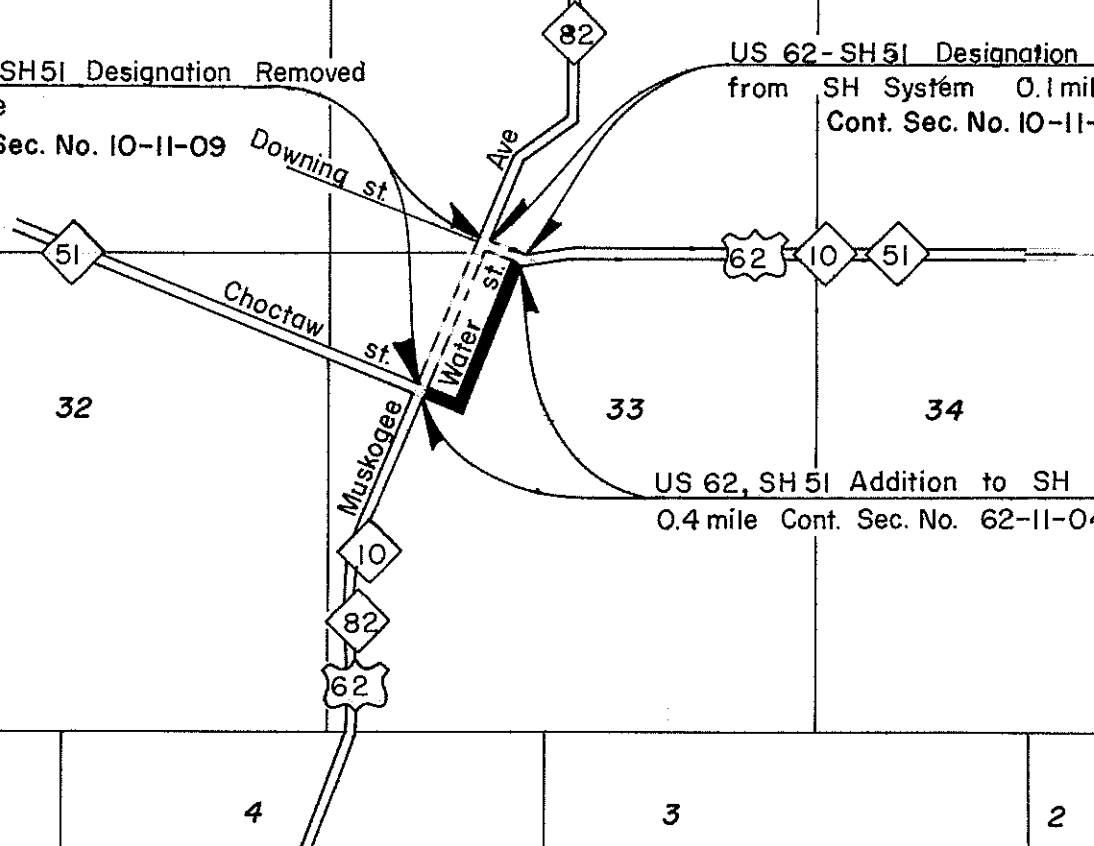 82
SH 51 Designation Removed
e
Sec. No. 10-11-09
US 62-SH 51 Designation
from SH System 0.1 mil
Cont. Sec. No. 10-11-
Downing st.
Ave
51
62
10
51
Choctaw st.
Water st.
32
33
34
Muskogee
US 62, SH 51 Addition to SH
0.4 mile Cont. Sec. No. 62-11-04
10
82
62
4
3
2